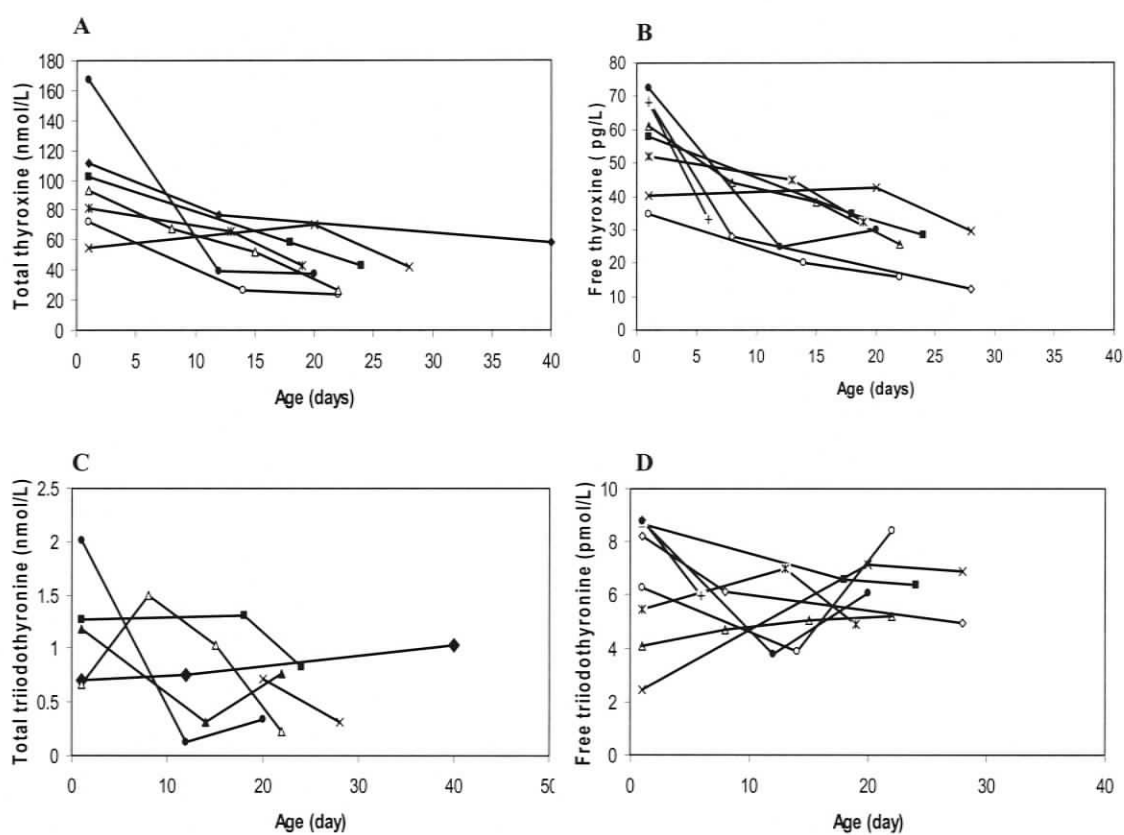 A
Total thyroxine (nmol/L)
180
160
140
120
100
80
60
40
20
0
0 5 10 15 20 25 30 35 40
Age (days)
B
Free thyroxine ( pg/L)
80
70
60
50
40
30
20
10
0
0 5 10 15 20 25 30 35 40
Age (days)
C
Total triiodothyronine (nmol/L)
2.5
2
1.5
1
0.5
0
0 10 20 30 40 50
Age (day)
D
Free triiodothyronine (pmol/L)
10
8
6
4
2
0
0 10 20 30 40
Age (day)